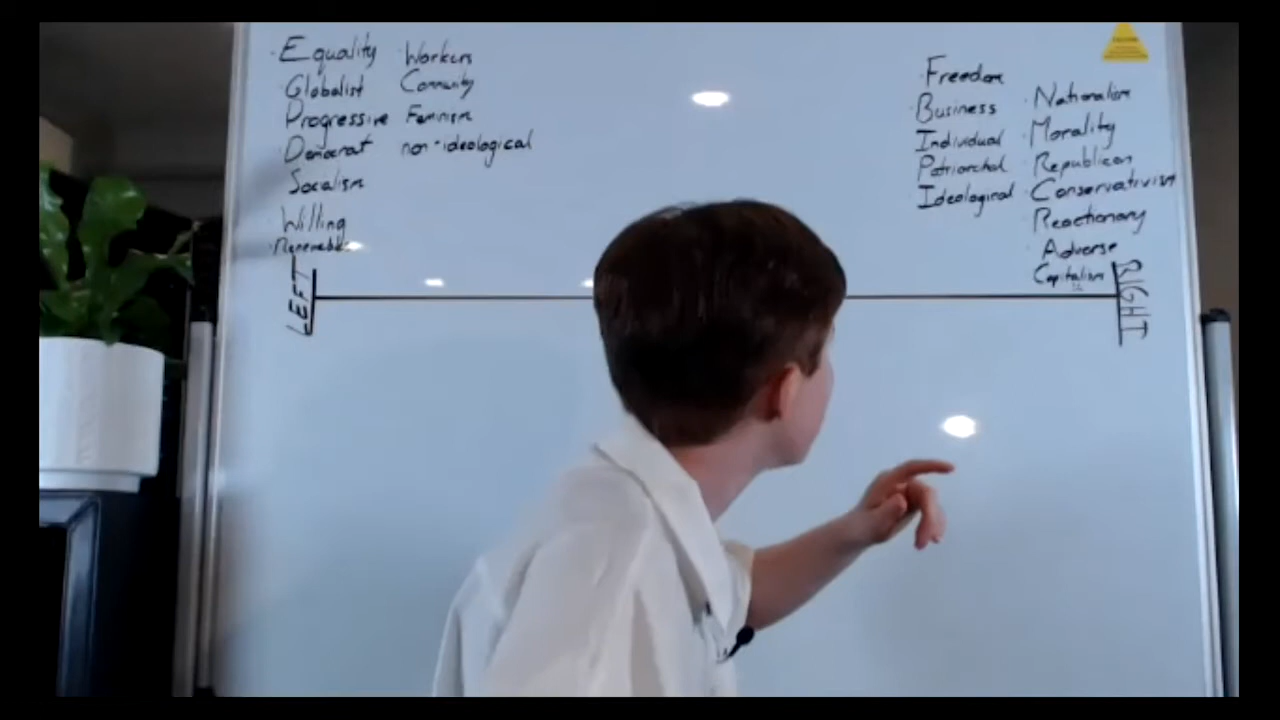 · Equality · Workers
· Globalist Community
· Progressive Feminism
· Democrat non-ideological
· Socialism
· Willing
· Renewable
LEFT
· Freedom
· Business
· Individual
· Patriarchal
· Ideological
· Nationalism
· Morality
· Republican
· Conservativism
· Reactionary
· Adverse
Capitalism
RIGHT